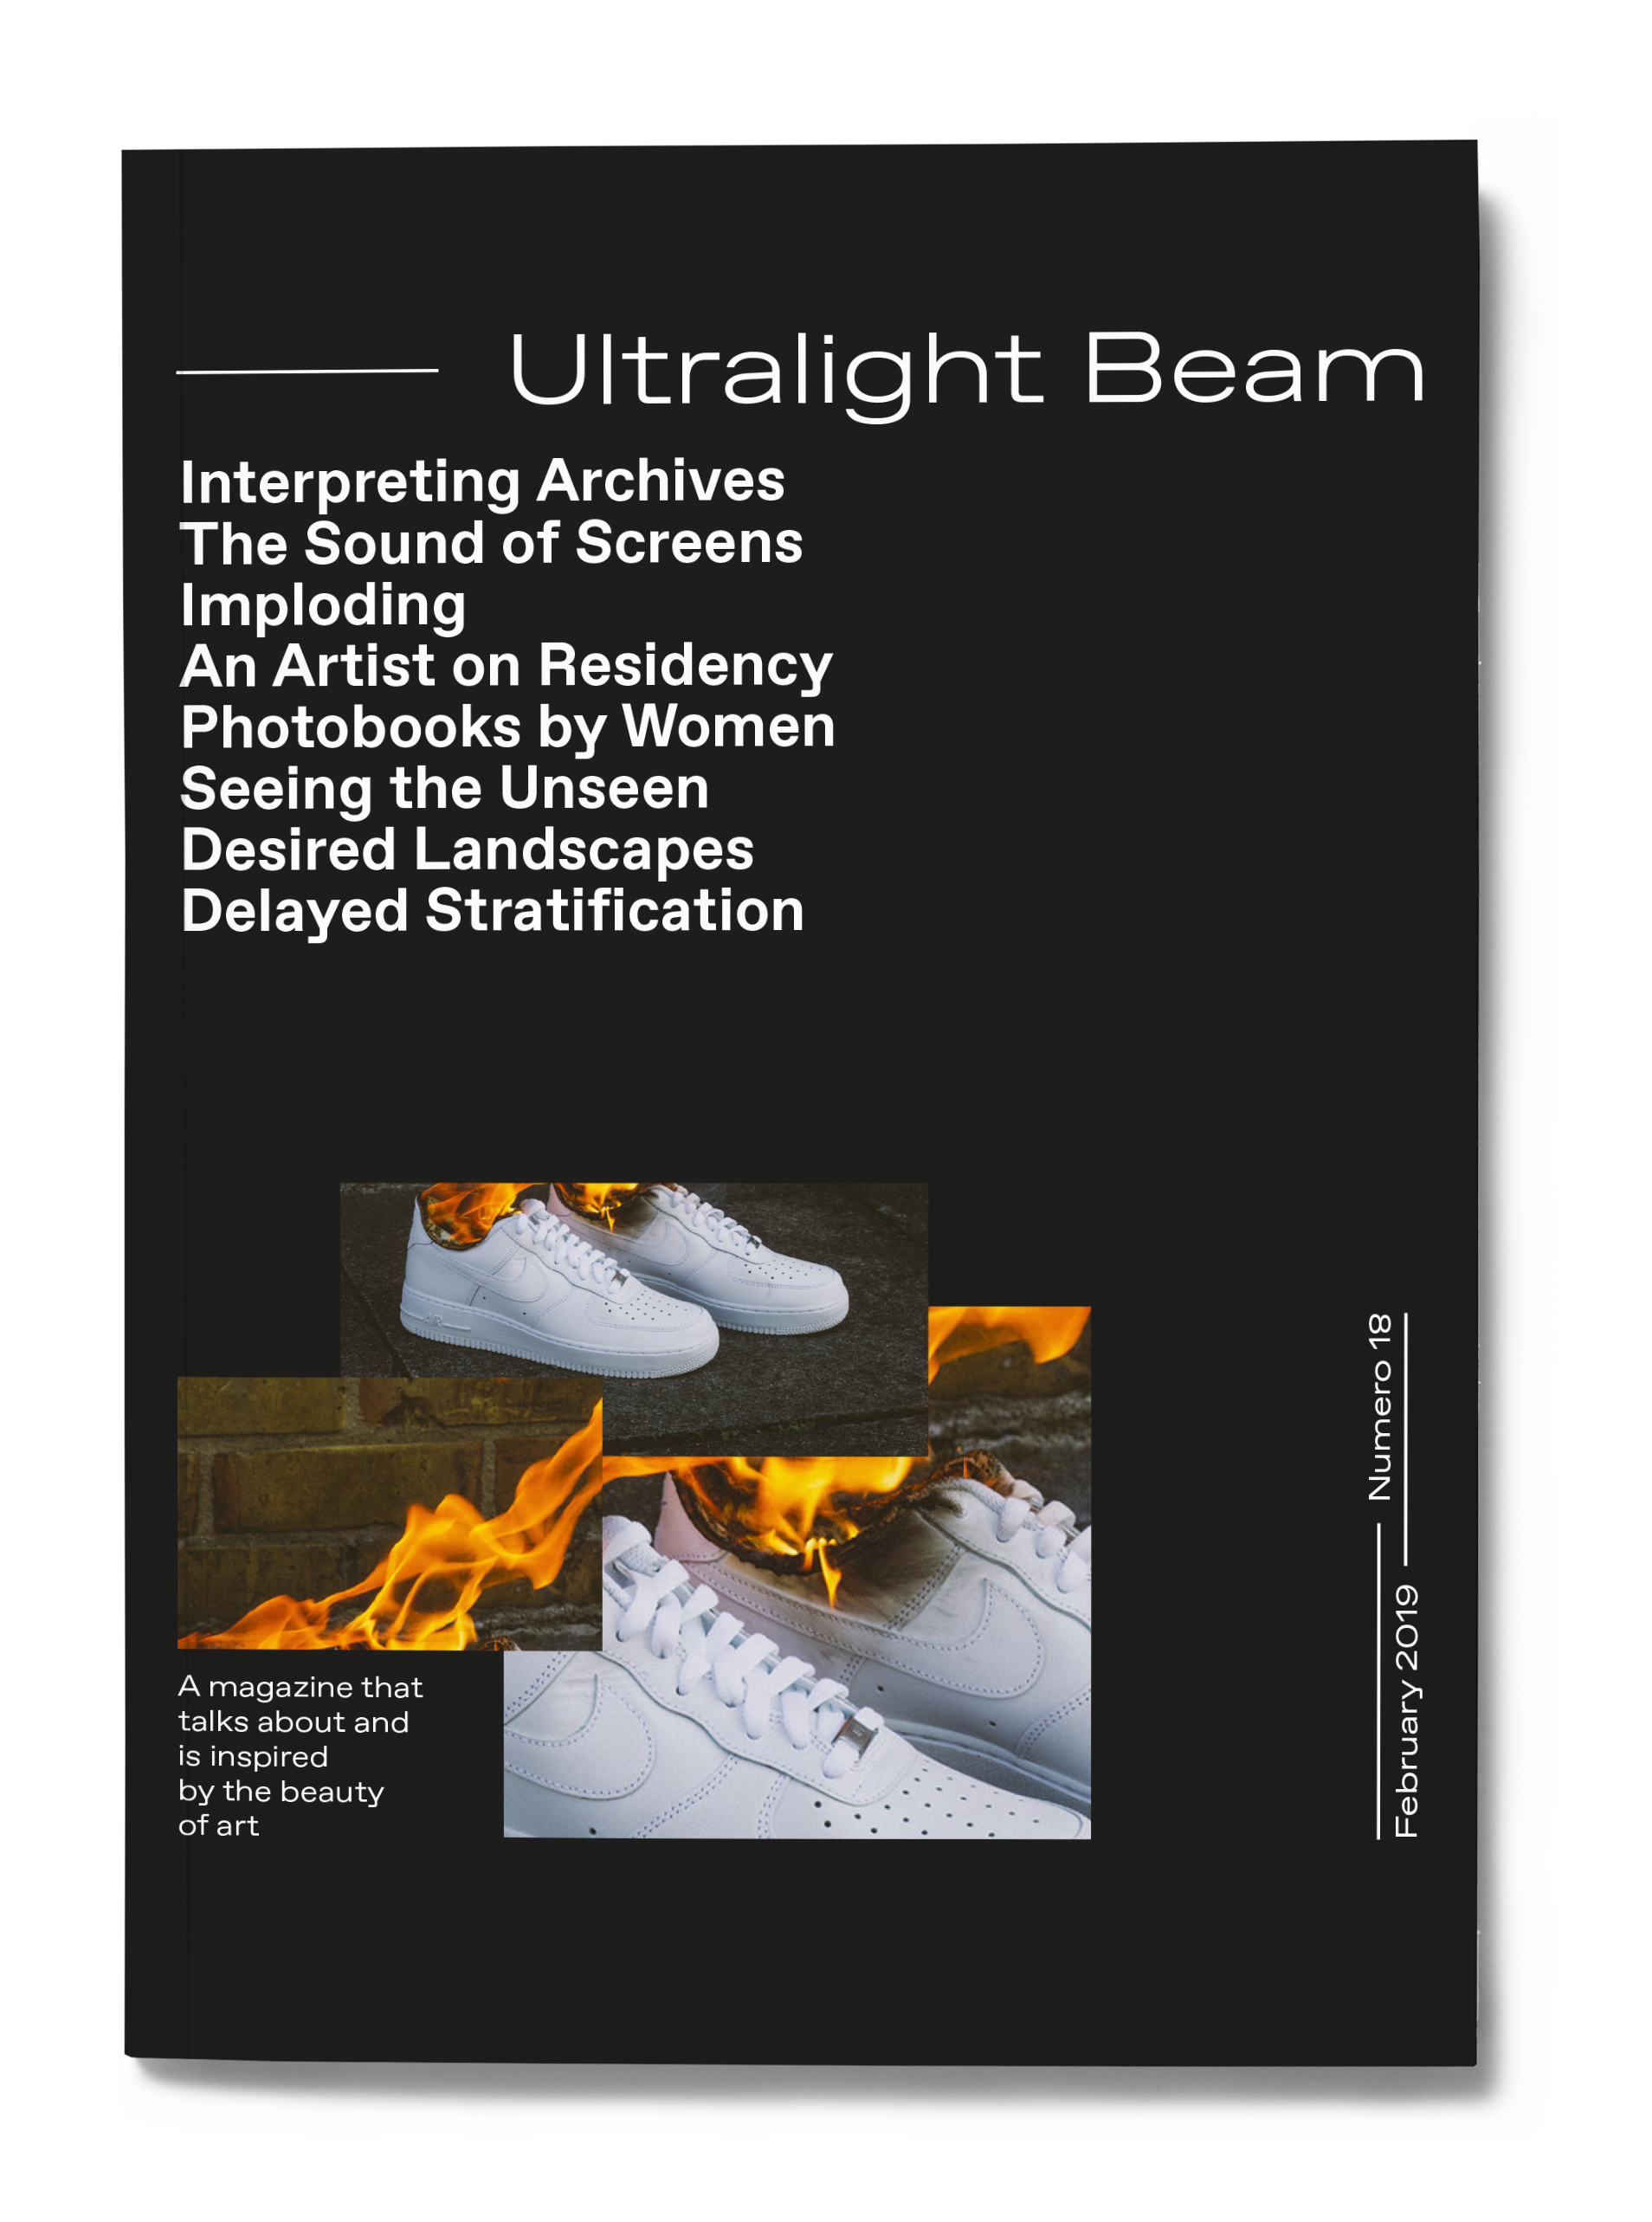 Ultralight Beam
Interpreting Archives
The Sound of Screens
Imploding
An Artist on Residency
Photobooks by Women
Seeing the Unseen
Desired Landscapes
Delayed Stratification
AIR
A magazine that
talks about and
is inspired
by the beauty
of art
Numero 18
February 2019